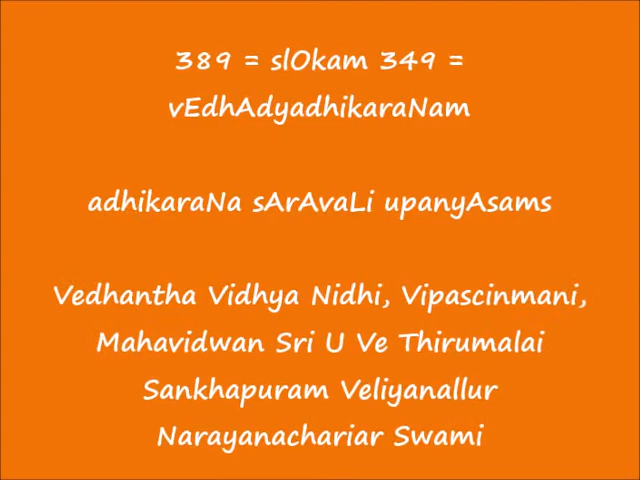 389 = slOkam 349 =
vEdhAdyadhikaraNam
adhikaraNa sArAvaLi upanyAsams
Vedhantha Vidhya Nidhi, Vipascinmani,
Mahavidwan Sri U Ve Thirumalai
Sankhapuram Veliyanallur
Narayanachariar Swami